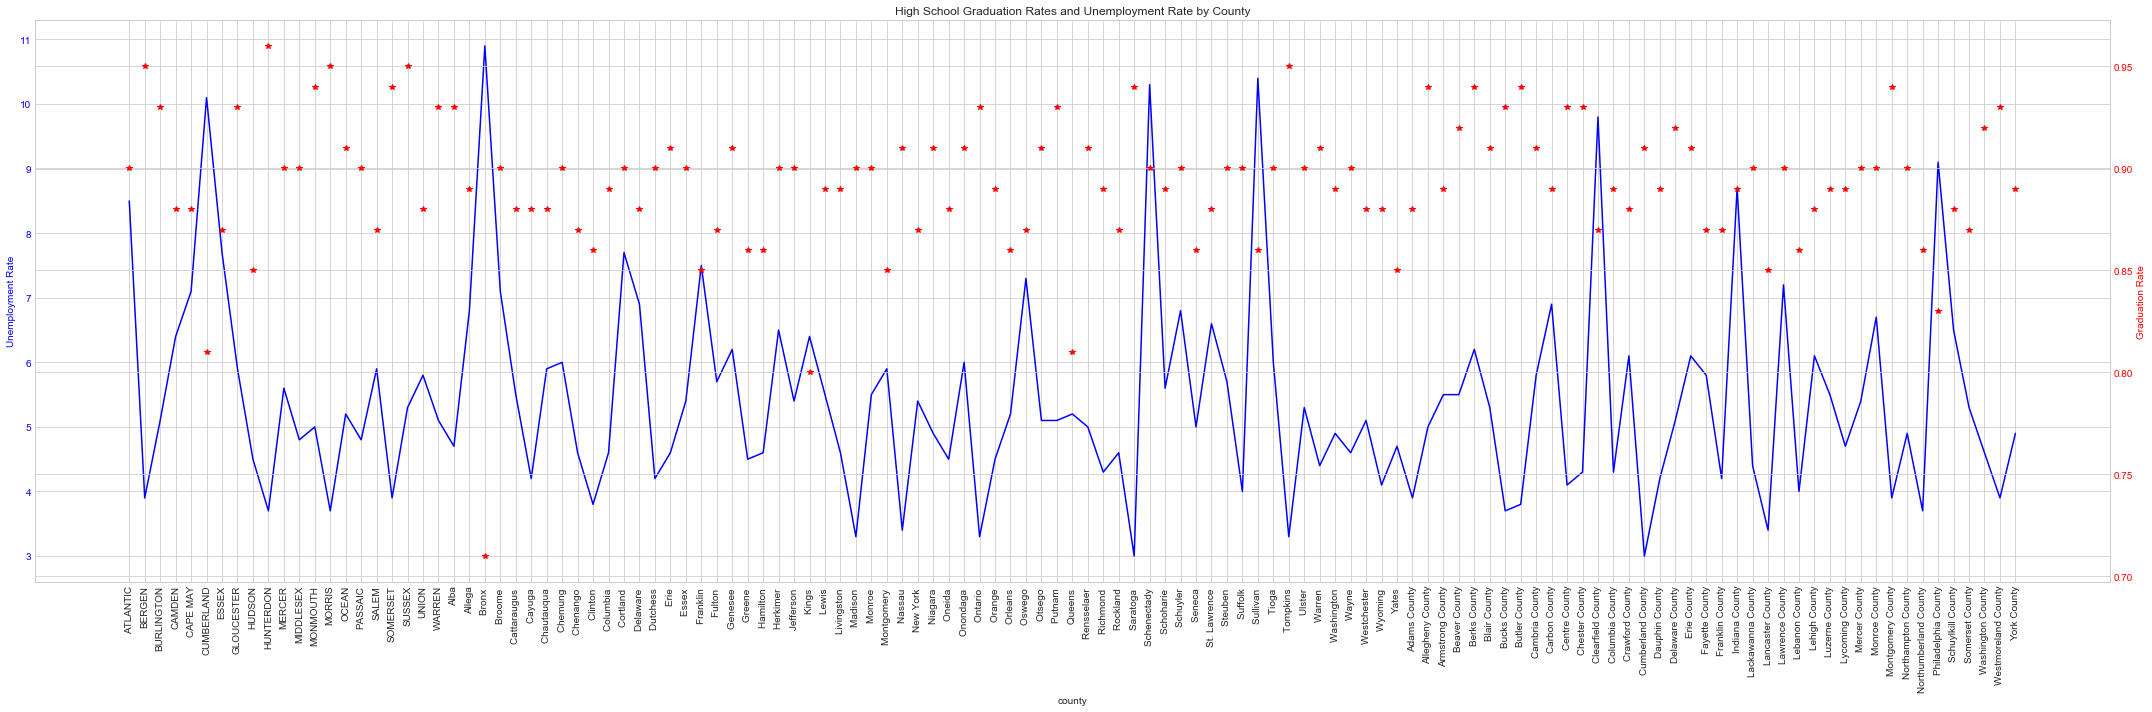 High School Graduation Rates and Unemployment Rate by County
11
10
9
8
7
6
5
4
3
Unemployment Rate
0.95
0.90
0.85
0.80
0.75
0.70
Graduation Rate
ATLANTIC
BERGEN
BURLINGTON
CAMDEN
CAPE MAY
CUMBERLAND
ESSEX
GLOUCESTER
HUDSON
HUNTERDON
MERCER
MIDDLESEX
MONMOUTH
MORRIS
OCEAN
PASSAIC
SALEM
SOMERSET
SUSSEX
UNION
WARREN
Alba
Allega
Bronx
Broome
Cattaraugus
Cayuga
Chautauqua
Chemung
Chenango
Clinton
Columbia
Cortland
Delaware
Dutchess
Erie
Essex
Franklin
Fulton
Genesee
Greene
Hamilton
Herkimer
Jefferson
Kings
Lewis
Livingston
Madison
Monroe
Montgomery
Nassau
New York
Niagara
Oneida
Onondaga
Ontario
Orange
Orleans
Oswego
Otsego
Putnam
Queens
Rensselaer
Richmond
Rockland
Saratoga
Schenectady
Schoharie
Schuyler
Seneca
St. Lawrence
Steuben
Suffolk
Sullivan
Tioga
Tompkins
Ulster
Warren
Washington
Wayne
Westchester
Wyoming
Yates
Adams County
Allegheny County
Armstrong County
Beaver County
Berks County
Blair County
Bucks County
Butler County
Cambria County
Carbon County
Centre County
Chester County
Clearfield County
Columbia County
Crawford County
Cumberland County
Dauphin County
Delaware County
Erie County
Fayette County
Franklin County
Indiana County
Lackawanna County
Lancaster County
Lawrence County
Lebanon County
Lehigh County
Luzerne County
Lycoming County
Mercer County
Monroe County
Montgomery County
Northampton County
Northumberland County
Philadelphia County
Schuylkill County
Somerset County
Washington County
Westmoreland County
York County
county